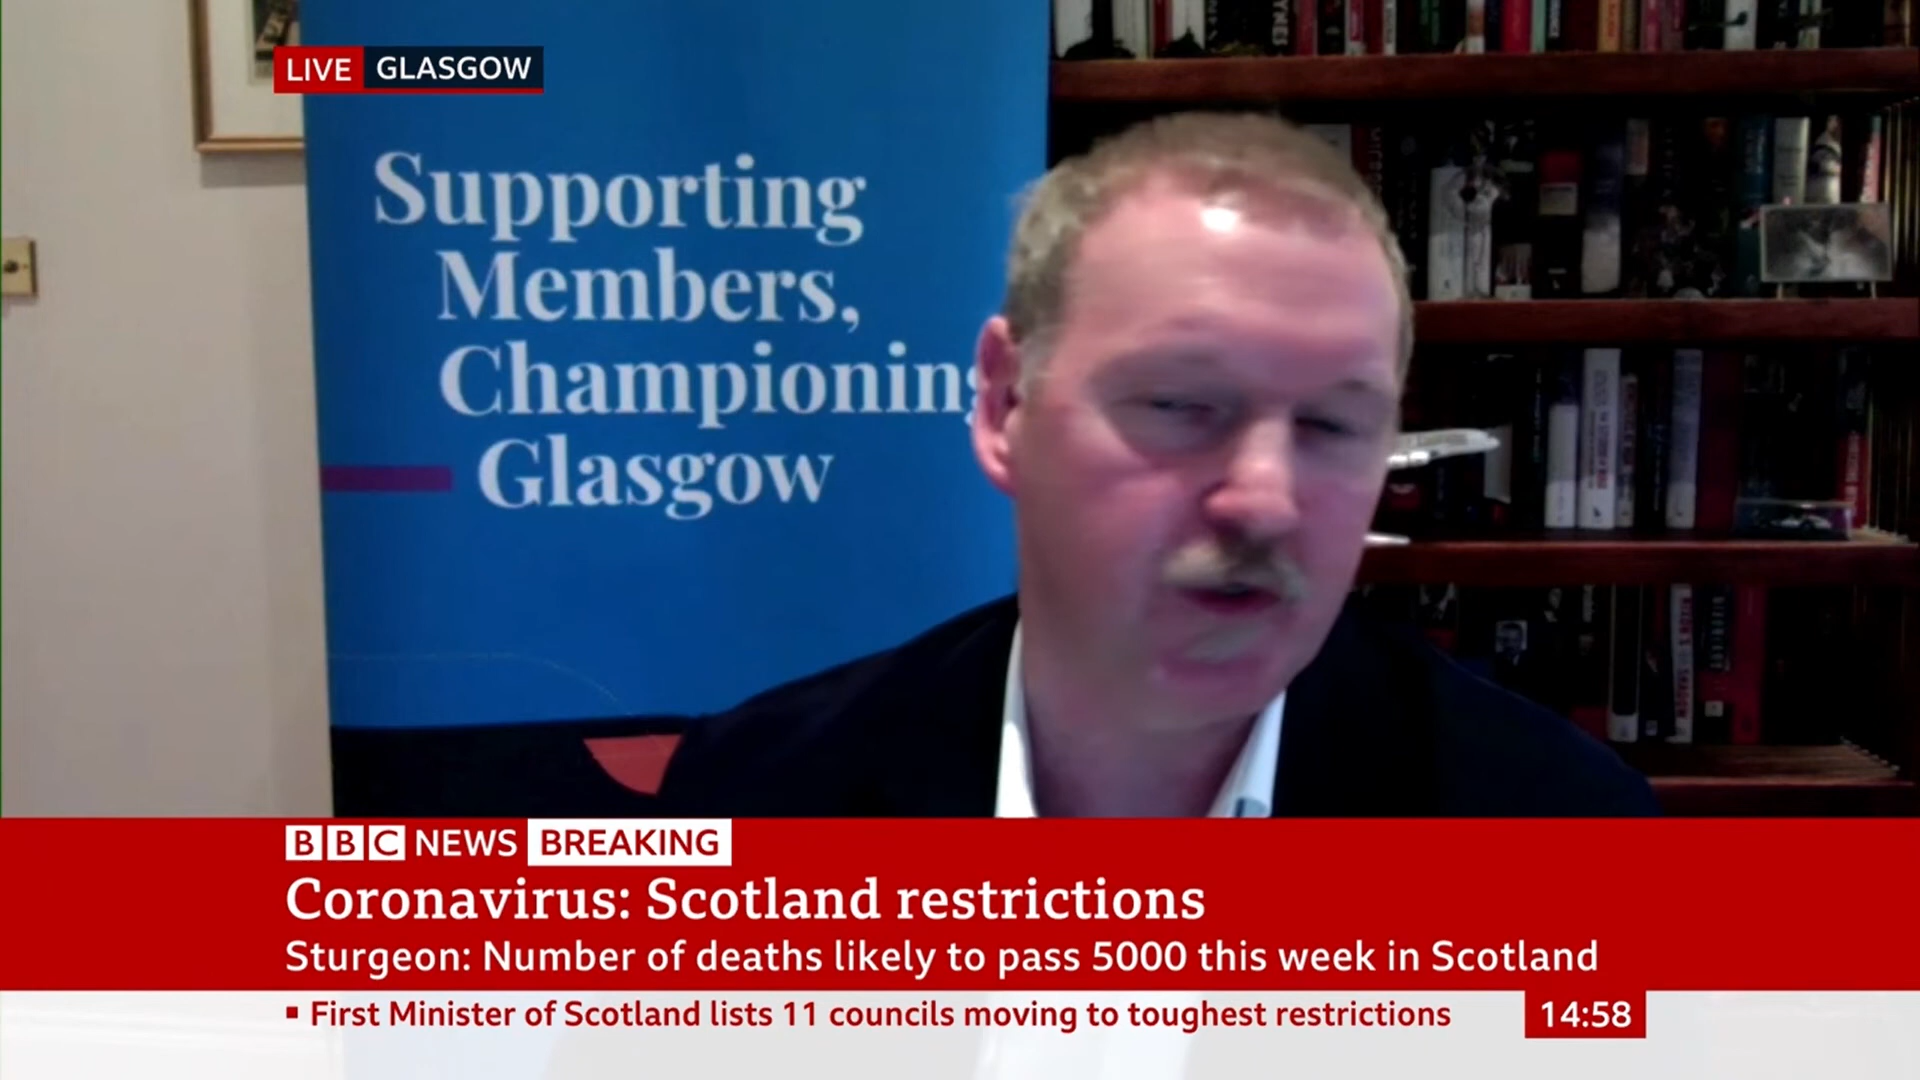 LIVE GLASGOW
Supporting
Members,
Championing
Glasgow
BBC NEWS BREAKING
Coronavirus: Scotland restrictions
Sturgeon: Number of deaths likely to pass 5000 this week in Scotland
First Minister of Scotland lists 11 councils moving to toughest restrictions
14:58